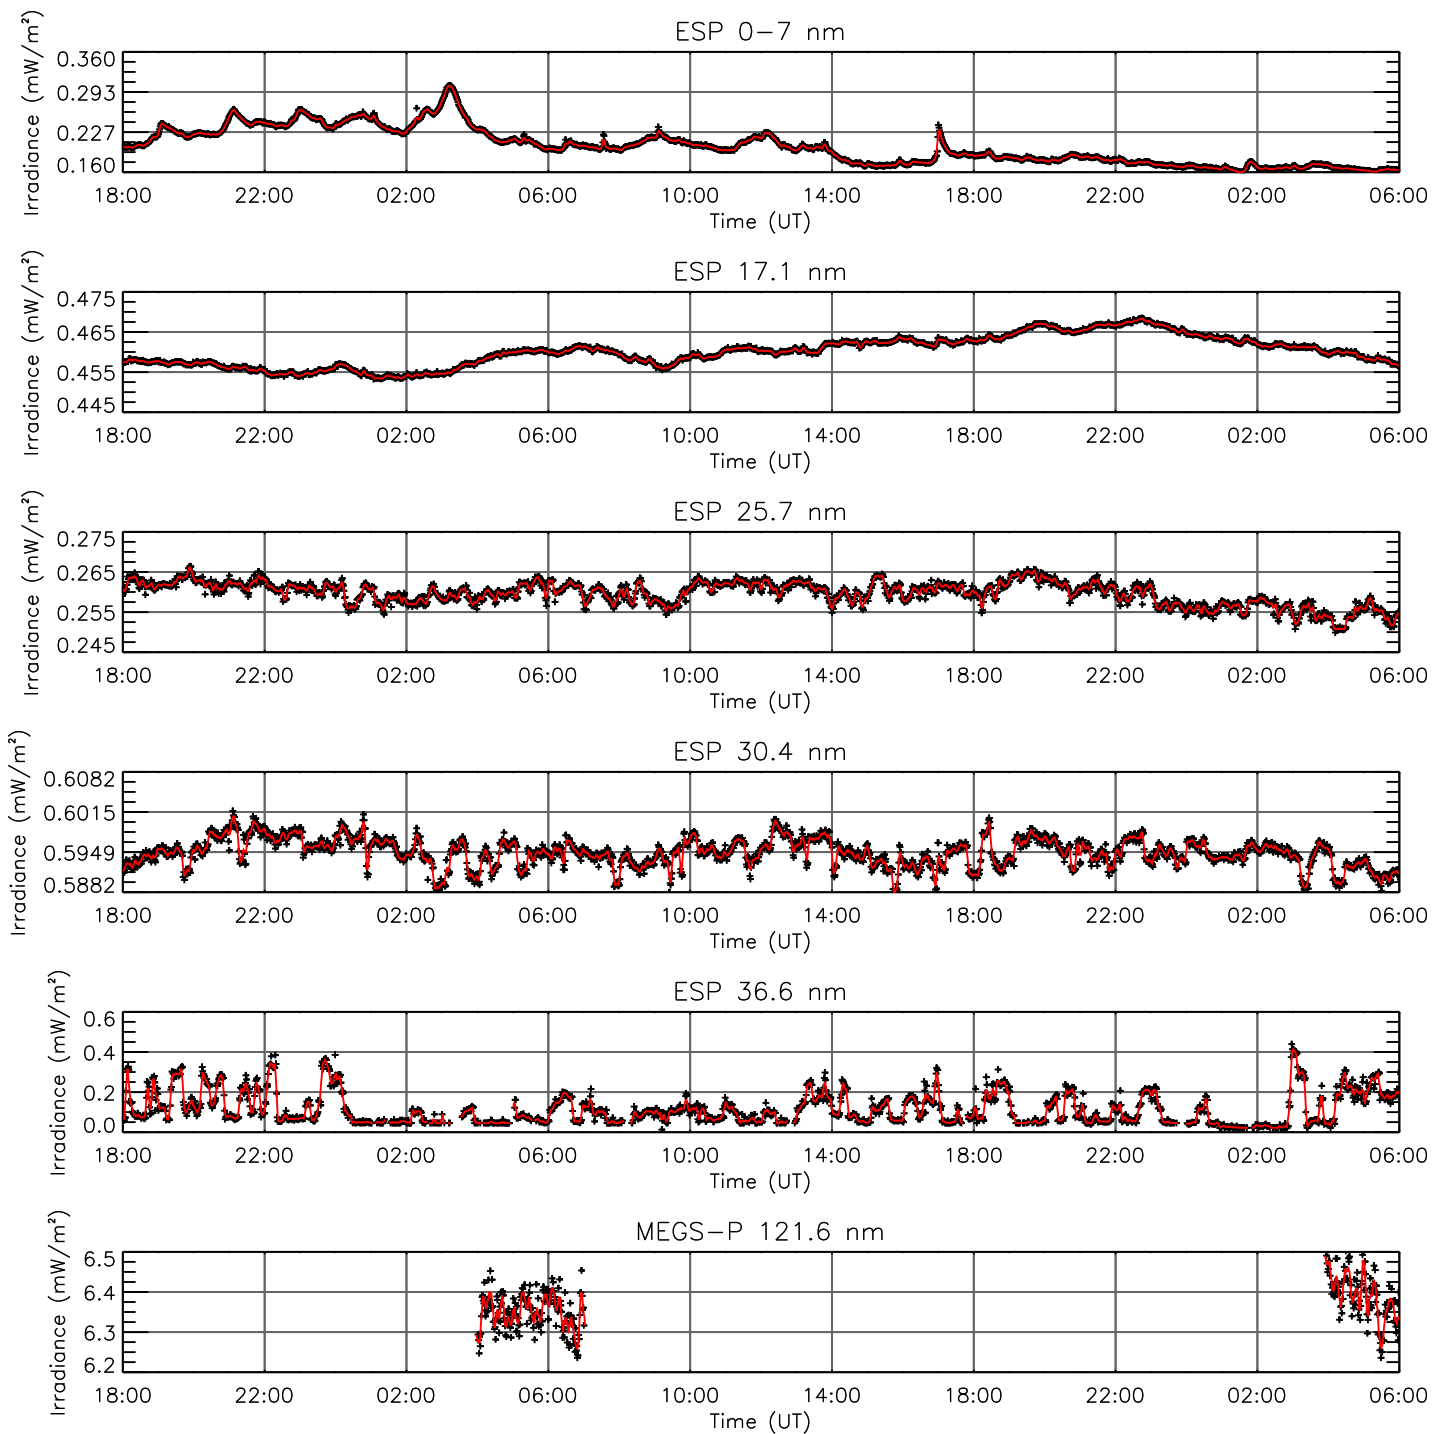 ESP 0-7 nm
Irradiance (mW/m²)
0.360
0.293
0.227
0.160
18:00 22:00 02:00 06:00 10:00 14:00 18:00 22:00 02:00 06:00
Time (UT)
ESP 17.1 nm
Irradiance (mW/m²)
0.475
0.465
0.455
0.445
18:00 22:00 02:00 06:00 10:00 14:00 18:00 22:00 02:00 06:00
Time (UT)
ESP 25.7 nm
Irradiance (mW/m²)
0.275
0.265
0.255
0.245
18:00 22:00 02:00 06:00 10:00 14:00 18:00 22:00 02:00 06:00
Time (UT)
ESP 30.4 nm
Irradiance (mW/m²)
0.6082
0.6015
0.5949
0.5882
18:00 22:00 02:00 06:00 10:00 14:00 18:00 22:00 02:00 06:00
Time (UT)
ESP 36.6 nm
Irradiance (mW/m²)
0.6
0.4
0.2
0.0
18:00 22:00 02:00 06:00 10:00 14:00 18:00 22:00 02:00 06:00
Time (UT)
MEGS-P 121.6 nm
Irradiance (mW/m²)
6.5
6.4
6.3
6.2
18:00 22:00 02:00 06:00 10:00 14:00 18:00 22:00 02:00 06:00
Time (UT)